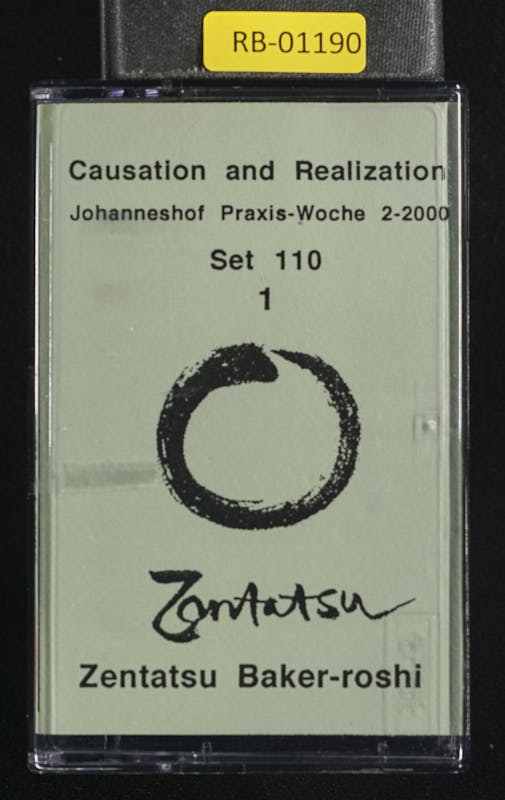 RB-01190
Causation and Realization
Johanneshof Praxis-Woche 2-2000
Set 110
1
Zentatsu
Zentatsu Baker-roshi